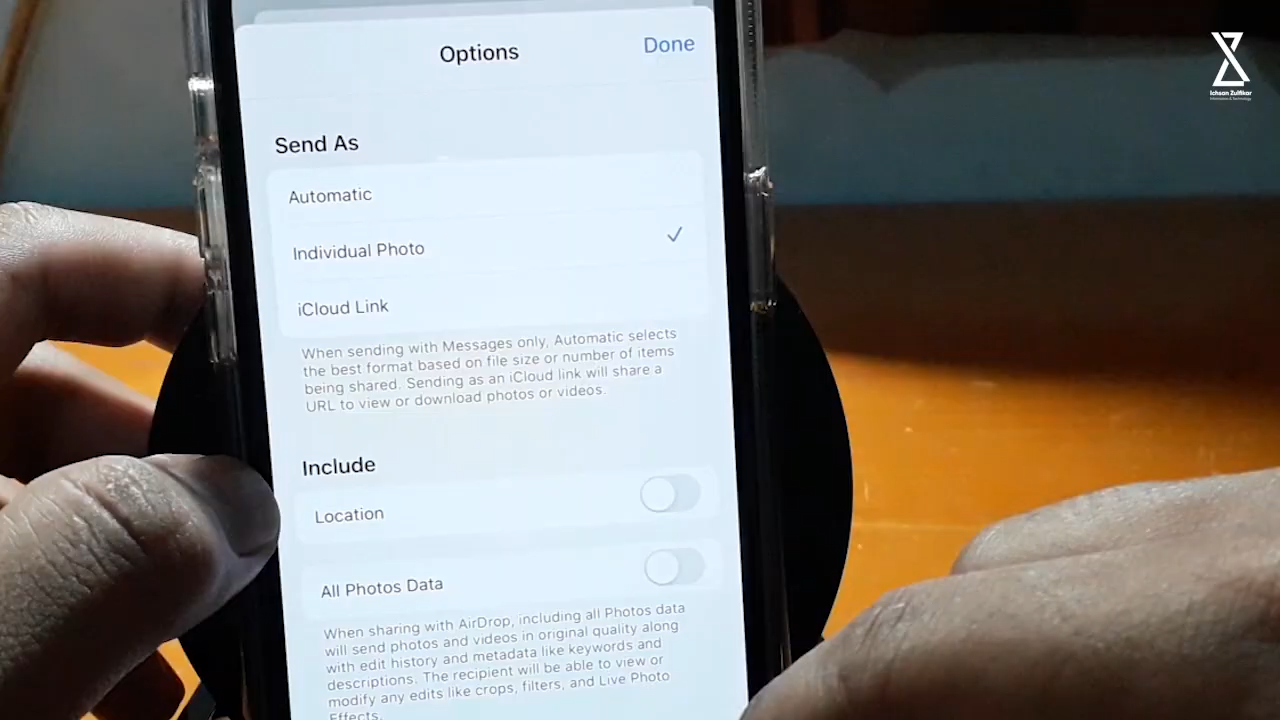 Options
Done
Send As
Automatic
Individual Photo
iCloud Link
When sending with Messages only, Automatic selects
the best format based on file size or number of items
being shared. Sending as an iCloud link will share a
URL to view or download photos or videos.
Include
Location
All Photos Data
When sharing with AirDrop, including all Photos data
will send photos and videos in original quality along
with edit history and metadata like keywords and
descriptions. The recipient will be able to view or
modify any edits like crops, filters, and Live Photo
Effects.
Ichsan Zulfikar